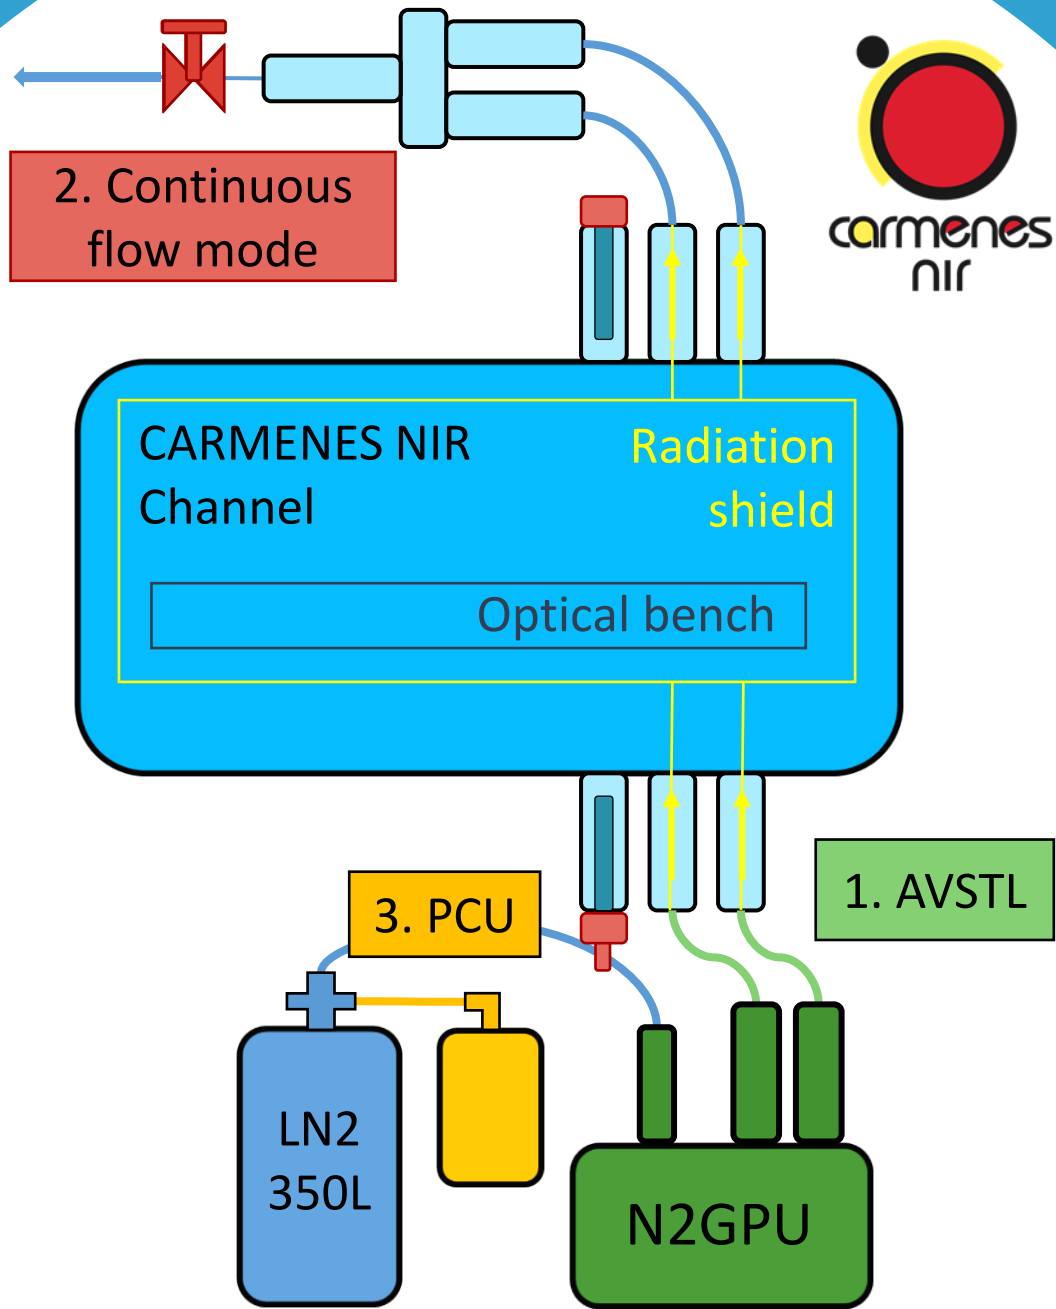 2. Continuous
flow mode
carmenes
nir
CARMENES NIR
Channel
Radiation
shield
Optical bench
1. AVSTL
3. PCU
LN2
350L
N2GPU